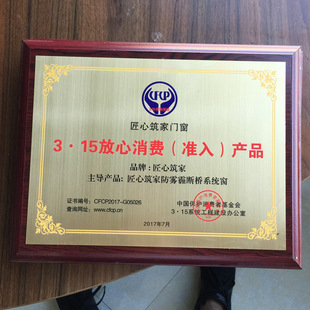 CFCP
匠心筑家门窗
3·15放心消费（准入）产品
品牌：匠心筑家
主导产品：匠心筑家防雾霾断桥系统窗
证书编号：CFCP2017-G05026
查询网址：www.cfcp.cn
中国保护消费者基金会
3·15系统工程建设办公室
2017年7月